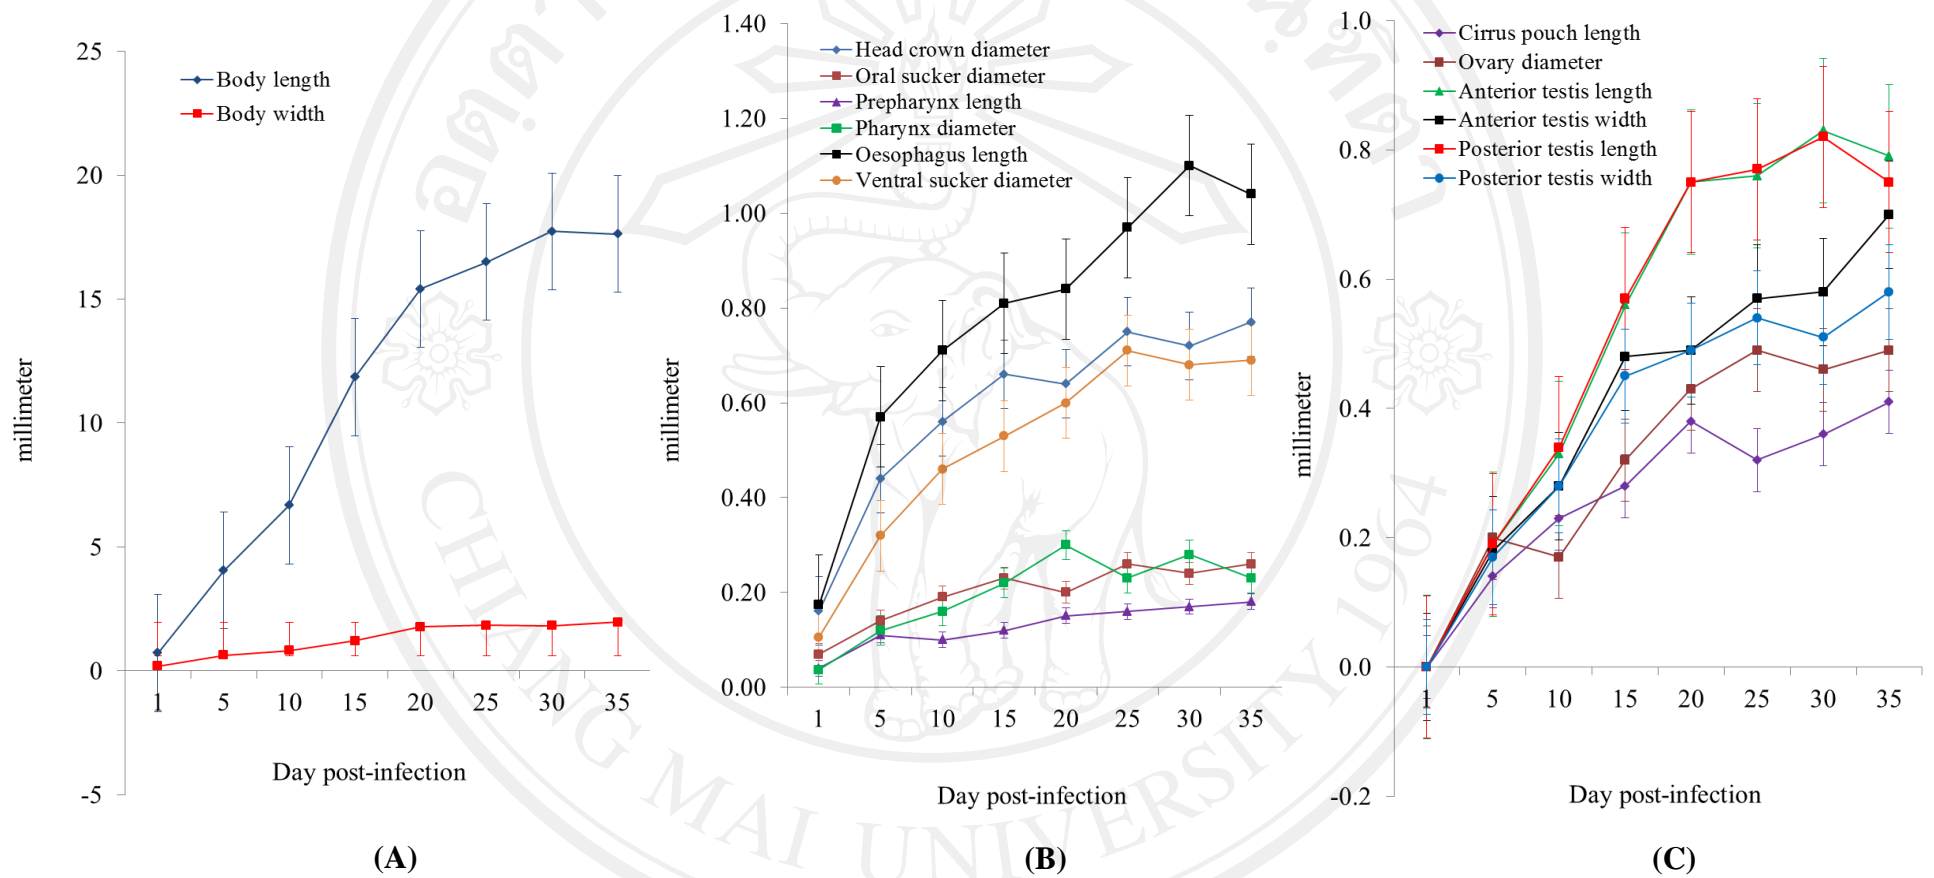 25
20
15
10
5
0
-5
millimeter
Body length
Body width
1 5 10 15 20 25 30 35
Day post-infection
(A)
1.40
1.20
1.00
0.80
0.60
0.40
0.20
0.00
millimeter
Head crown diameter
Oral sucker diameter
Prepharynx length
Pharynx diameter
Oesophagus length
Ventral sucker diameter
1 5 10 15 20 25 30 35
Day post-infection
(B)
1.0
0.8
0.6
0.4
0.2
0.0
-0.2
millimeter
Cirrus pouch length
Ovary diameter
Anterior testis length
Anterior testis width
Posterior testis length
Posterior testis width
1 5 10 15 20 25 30 35
Day post-infection
(C)
CHIANG MAI UNIVERSITY 1964